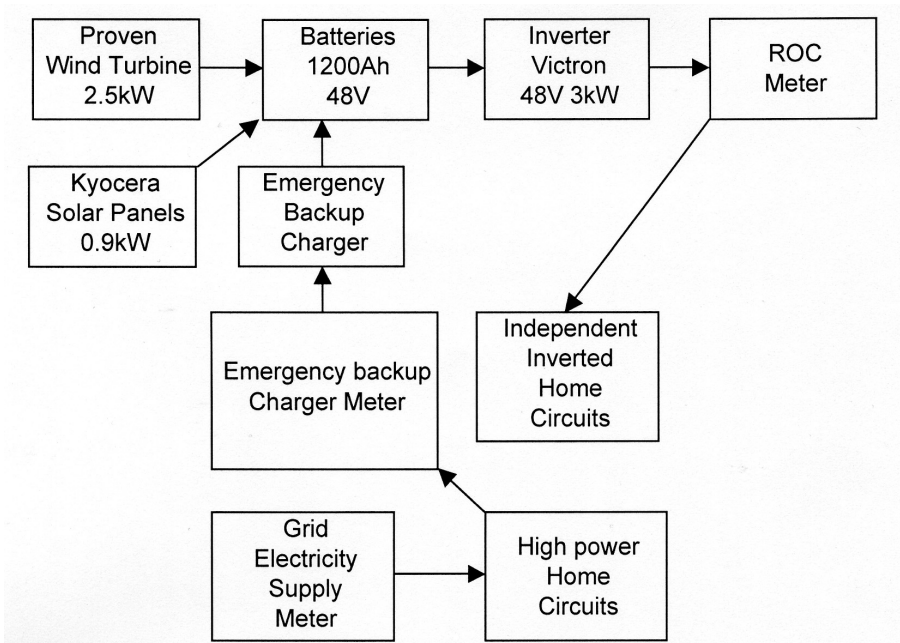 Proven
Wind Turbine
2.5kW
Batteries
1200Ah
48V
Inverter
Victron
48V 3kW
ROC
Meter
Kyocera
Solar Panels
0.9kW
Emergency
Backup
Charger
Emergency backup
Charger Meter
Independent
Inverted
Home
Circuits
Grid
Electricity
Supply
Meter
High power
Home
Circuits